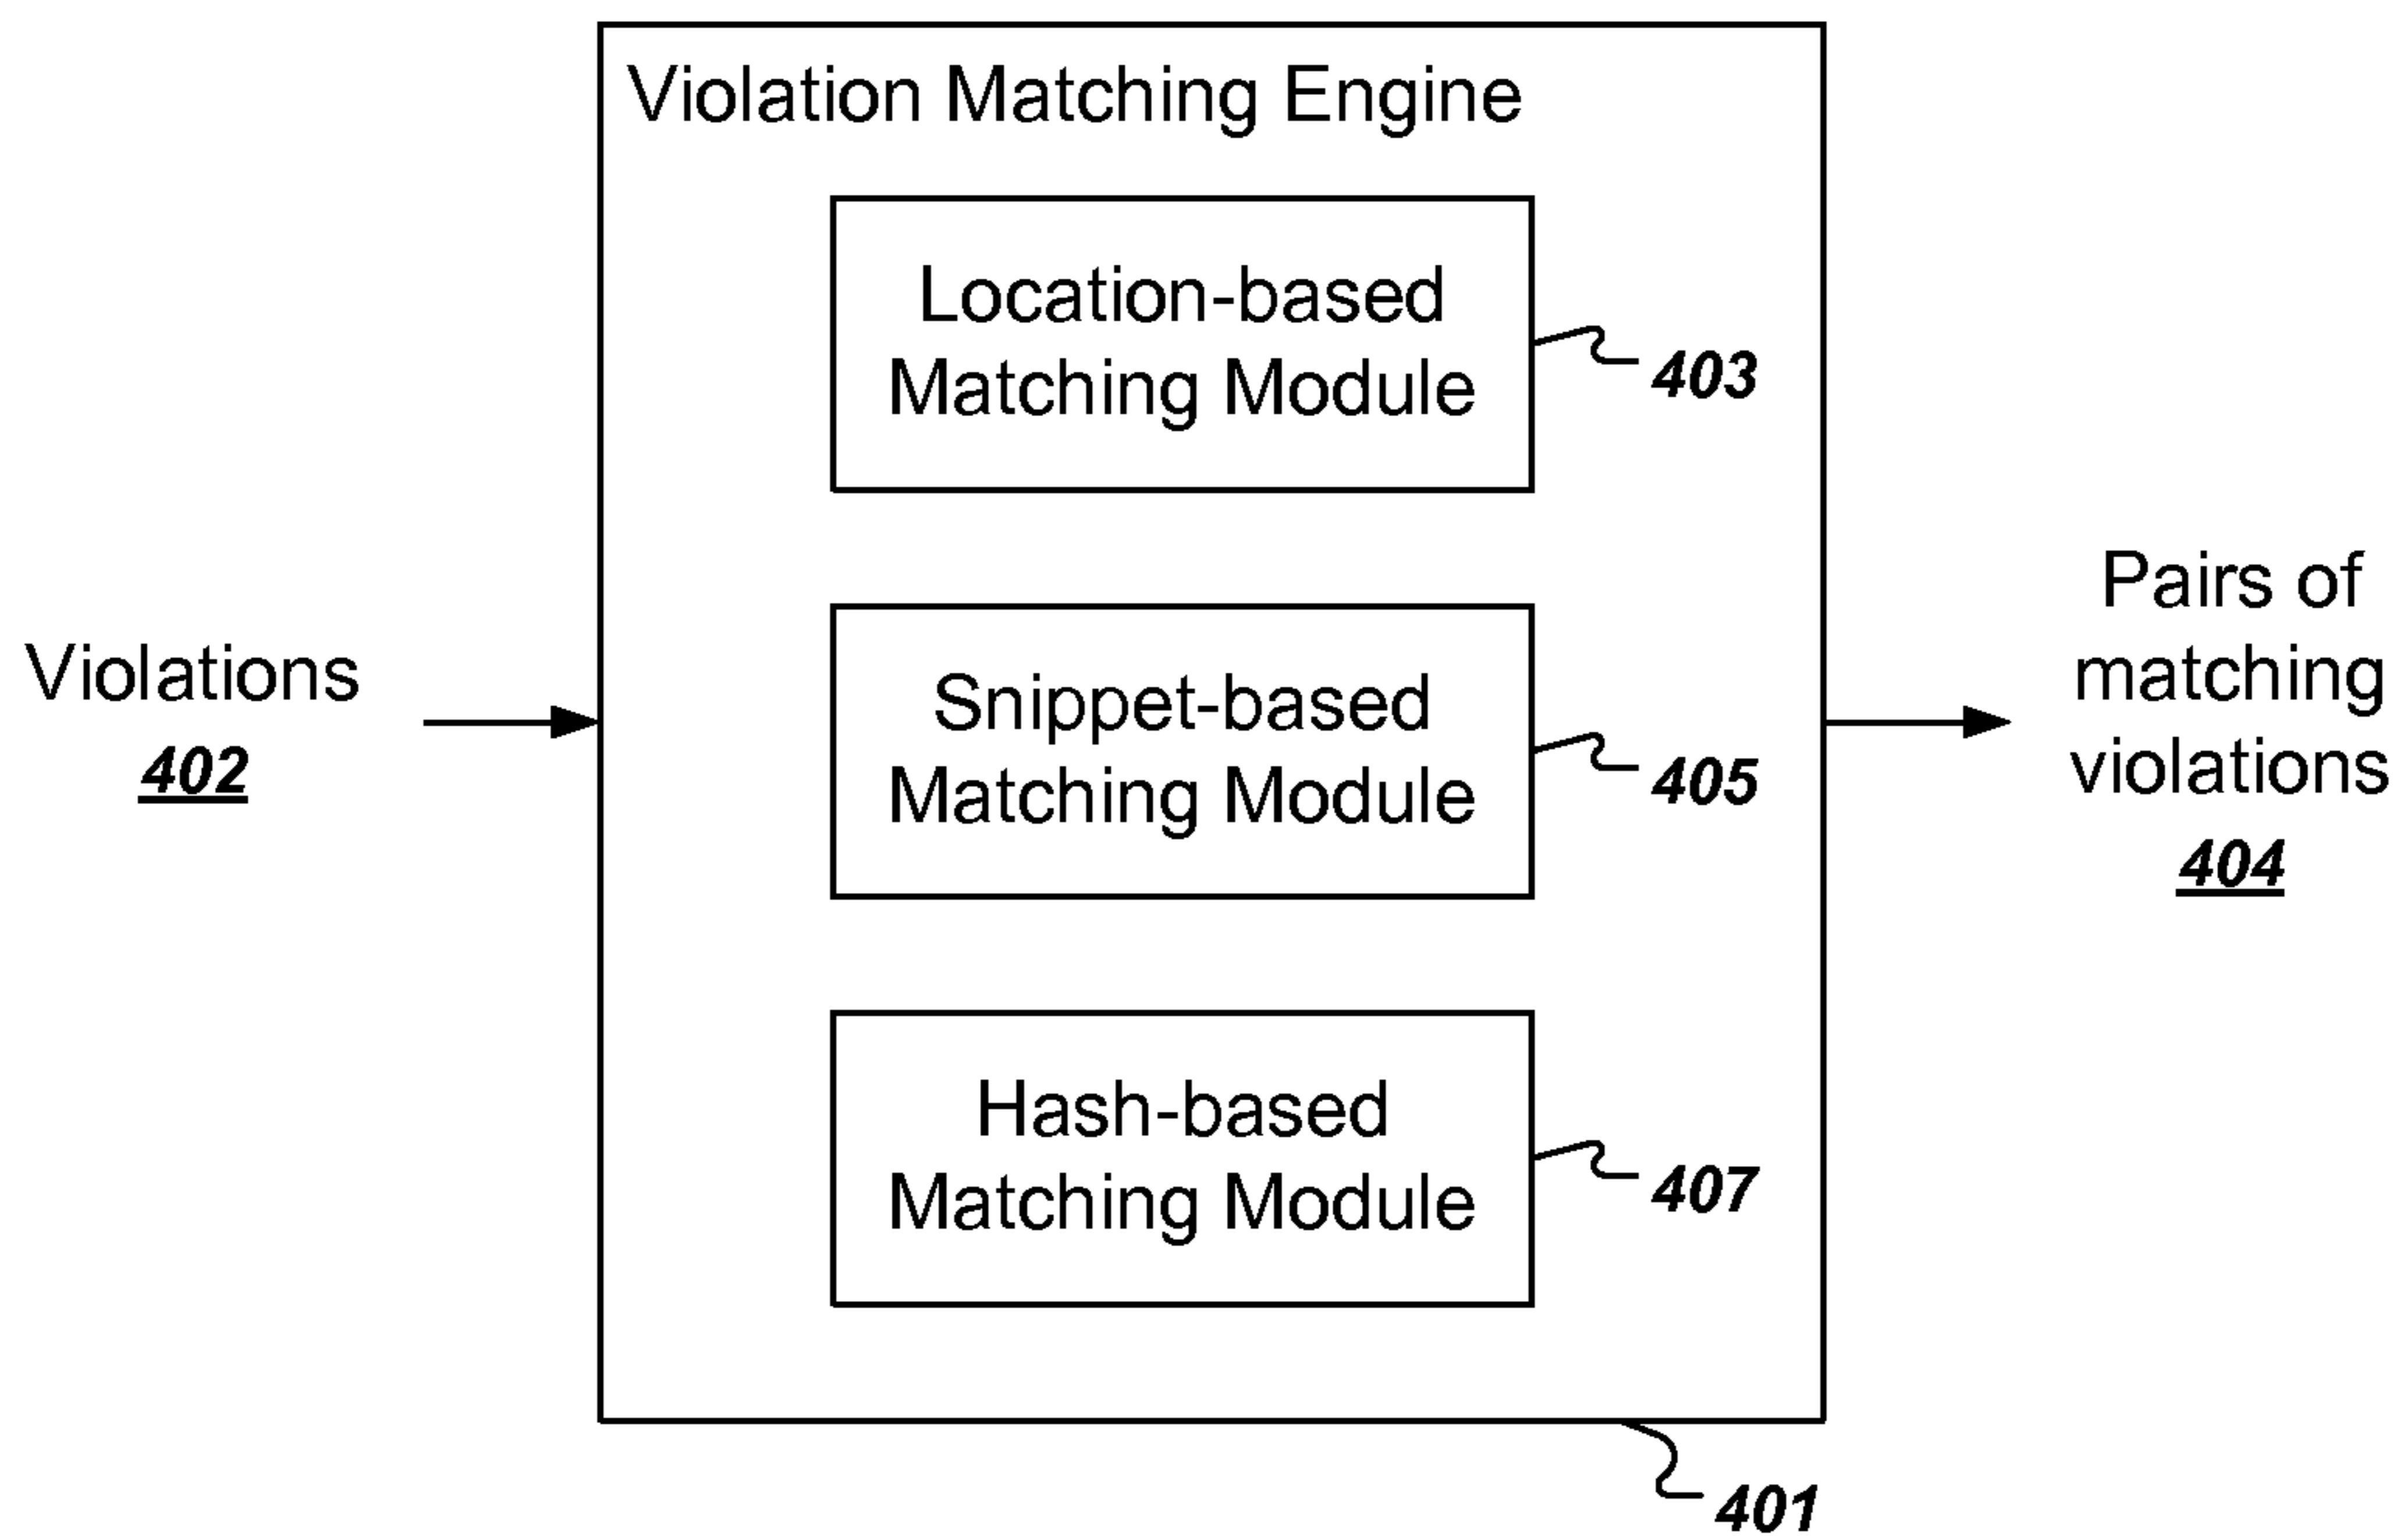 Violation Matching Engine
Location-based
Matching Module
403
Violations
402
Snippet-based
Matching Module
405
Pairs of
matching
violations
404
Hash-based
Matching Module
407
401